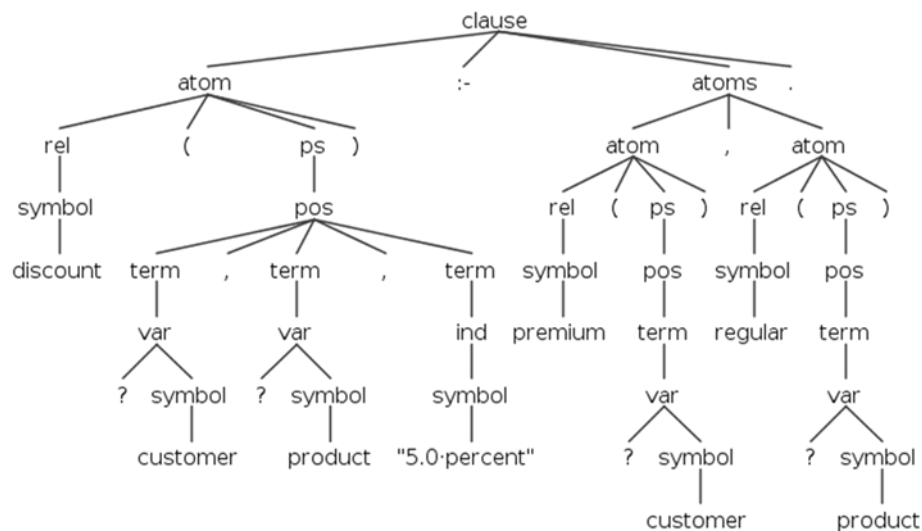 clause
atom :- atoms .
rel ( ps ) atom , atom
symbol pos rel ( ps ) rel ( ps )
discount term , term , term symbol pos symbol pos
var var ind premium term regular term
? symbol ? symbol symbol var var
customer product "5.0·percent" ? symbol ? symbol
customer product